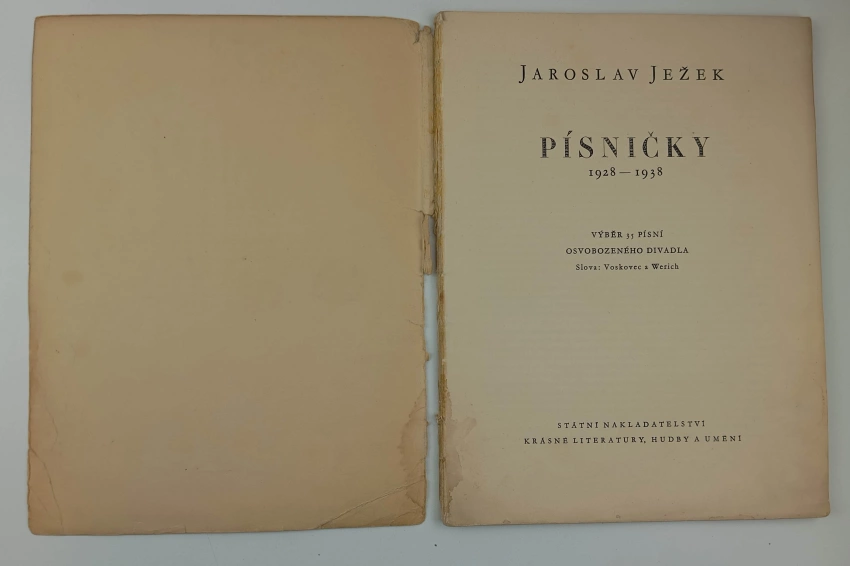 JAROSLAV JEŽEK
PÍSNIČKY
1928 — 1938
VÝBĚR 35 PÍSNÍ
OSVOBOZENÉHO DIVADLA
Slova: Voskovec a Werich
STÁTNÍ NAKLADATELSTVÍ
KRÁSNÉ LITERATURY, HUDBY A UMĚNÍ